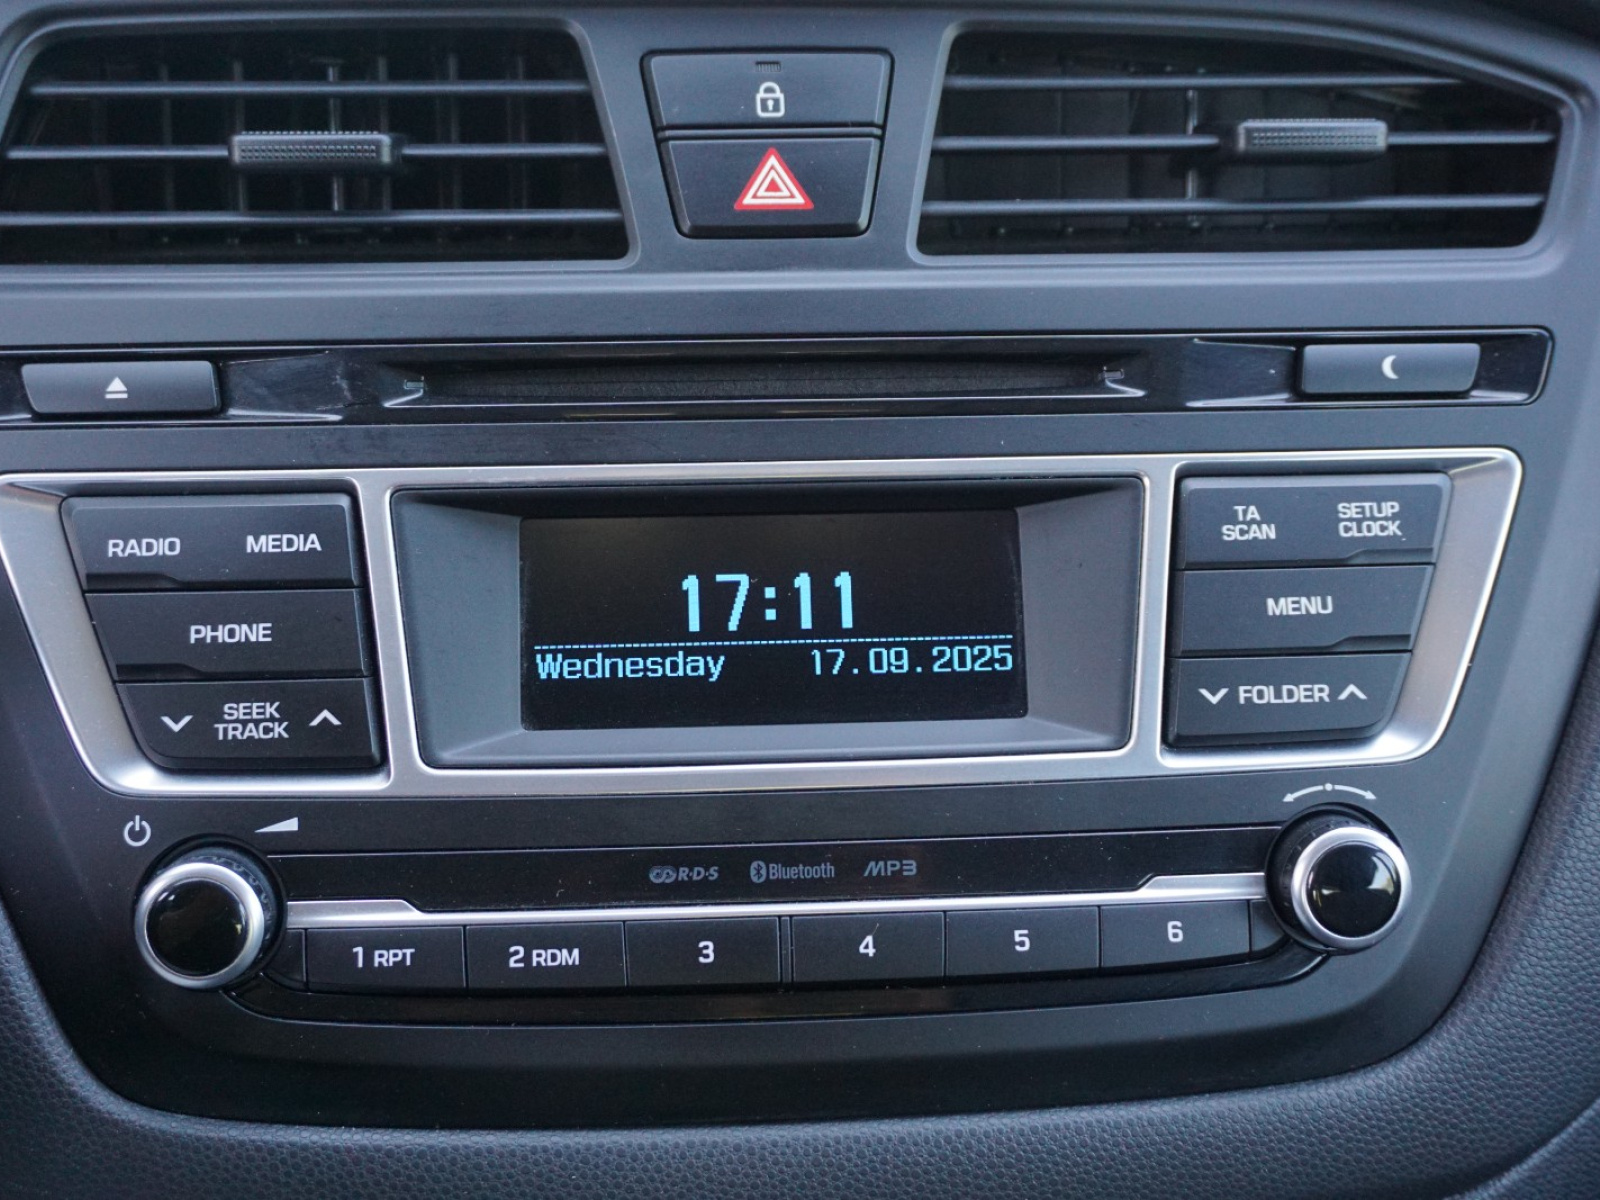 RADIO MEDIA
PHONE
SEEK
TRACK
17:11
Wednesday 17.09.2025
TA
SCAN
SETUP
CLOCK
MENU
FOLDER
R·D·S Bluetooth MP3
1 RPT 2 RDM 3 4 5 6